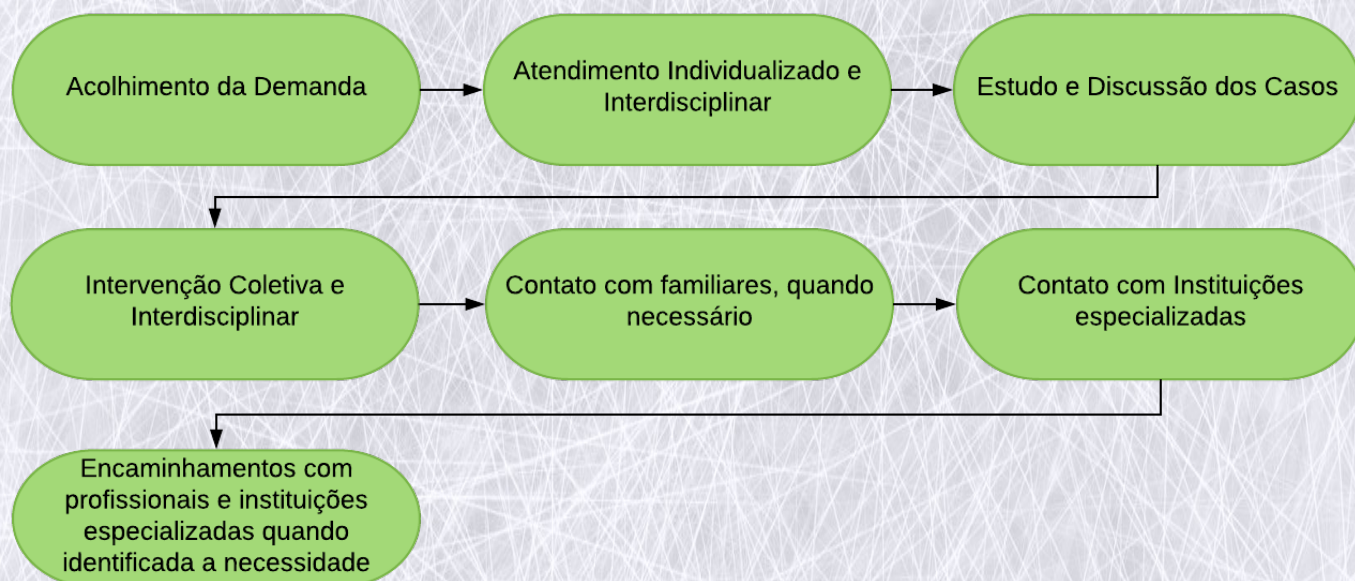 Acolhimento da Demanda
Atendimento Individualizado e
Interdisciplinar
Estudo e Discussão dos Casos
Intervenção Coletiva e
Interdisciplinar
Contato com familiares, quando
necessário
Contato com Instituições
especializadas
Encaminhamentos com
profissionais e instituições
especializadas quando
identificada a necessidade